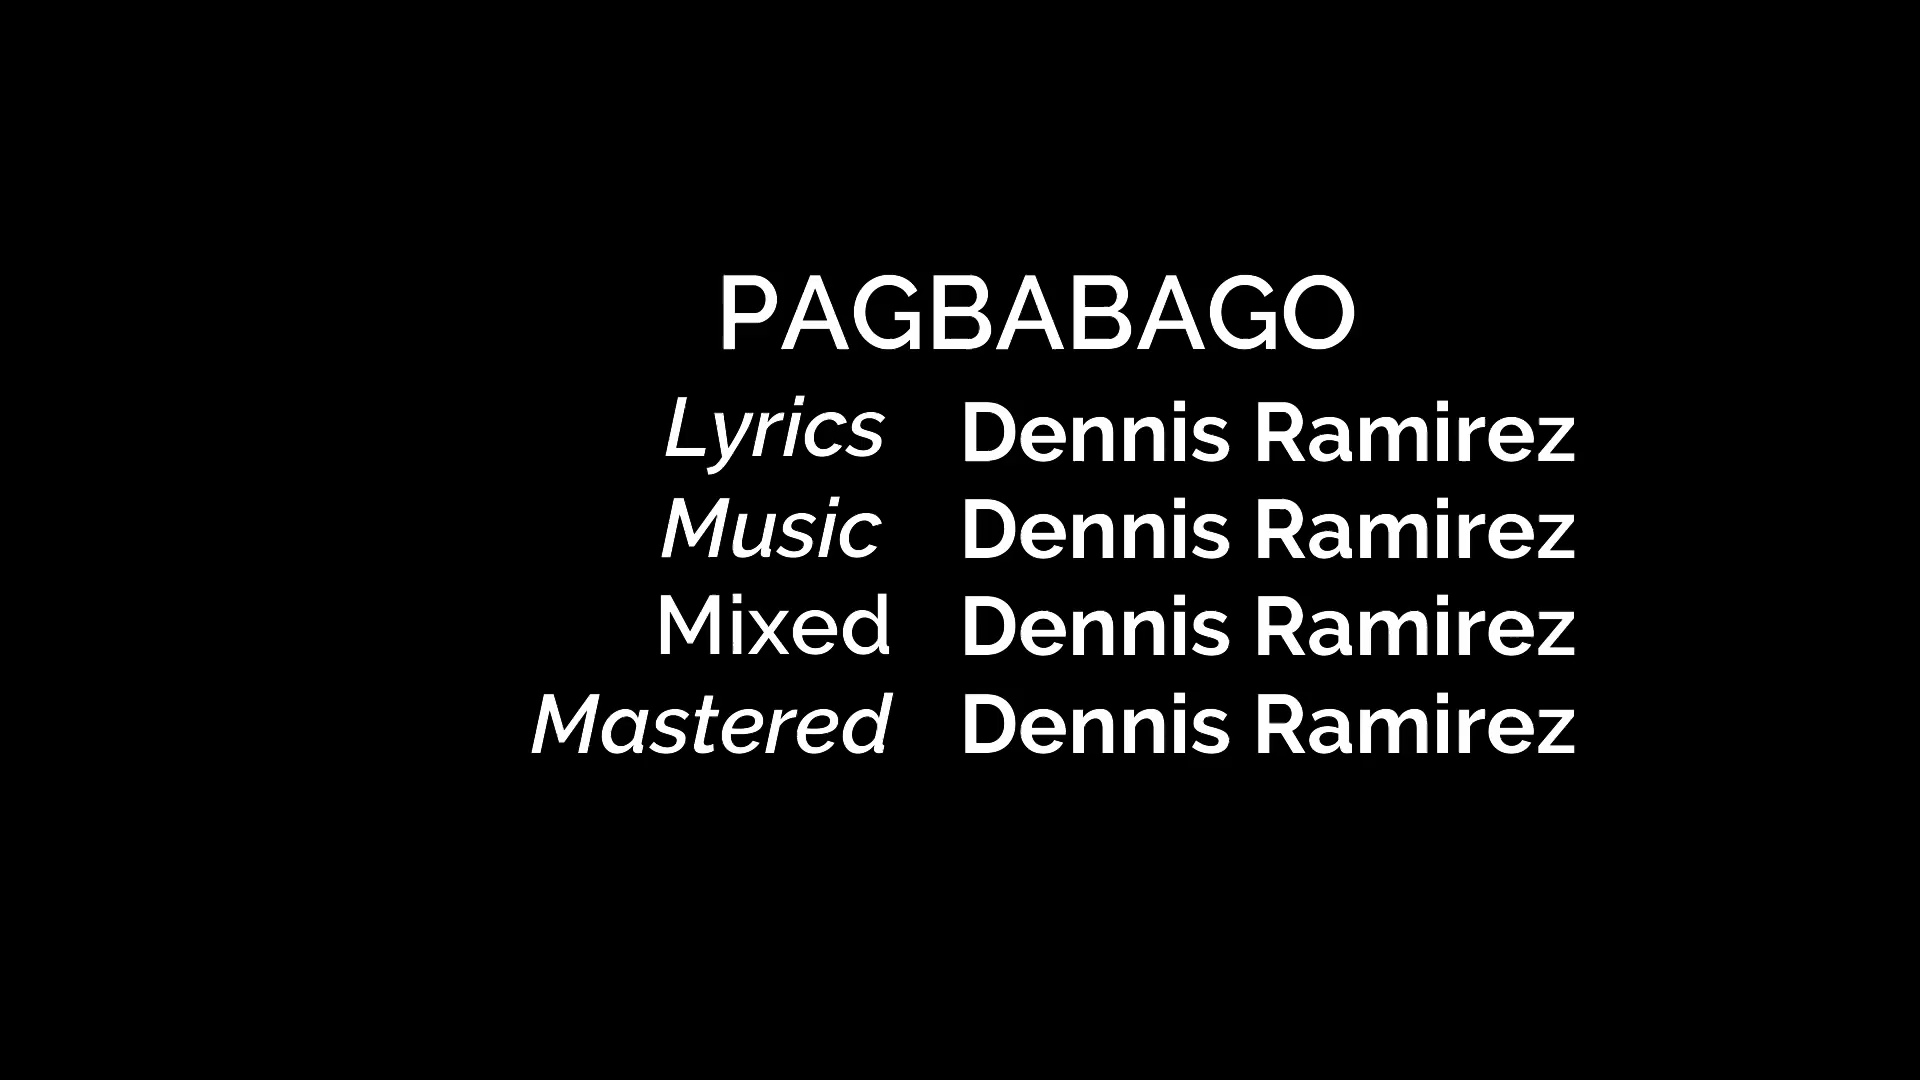 PAGBABAGO
Lyrics Dennis Ramirez
Music Dennis Ramirez
Mixed Dennis Ramirez
Mastered Dennis Ramirez